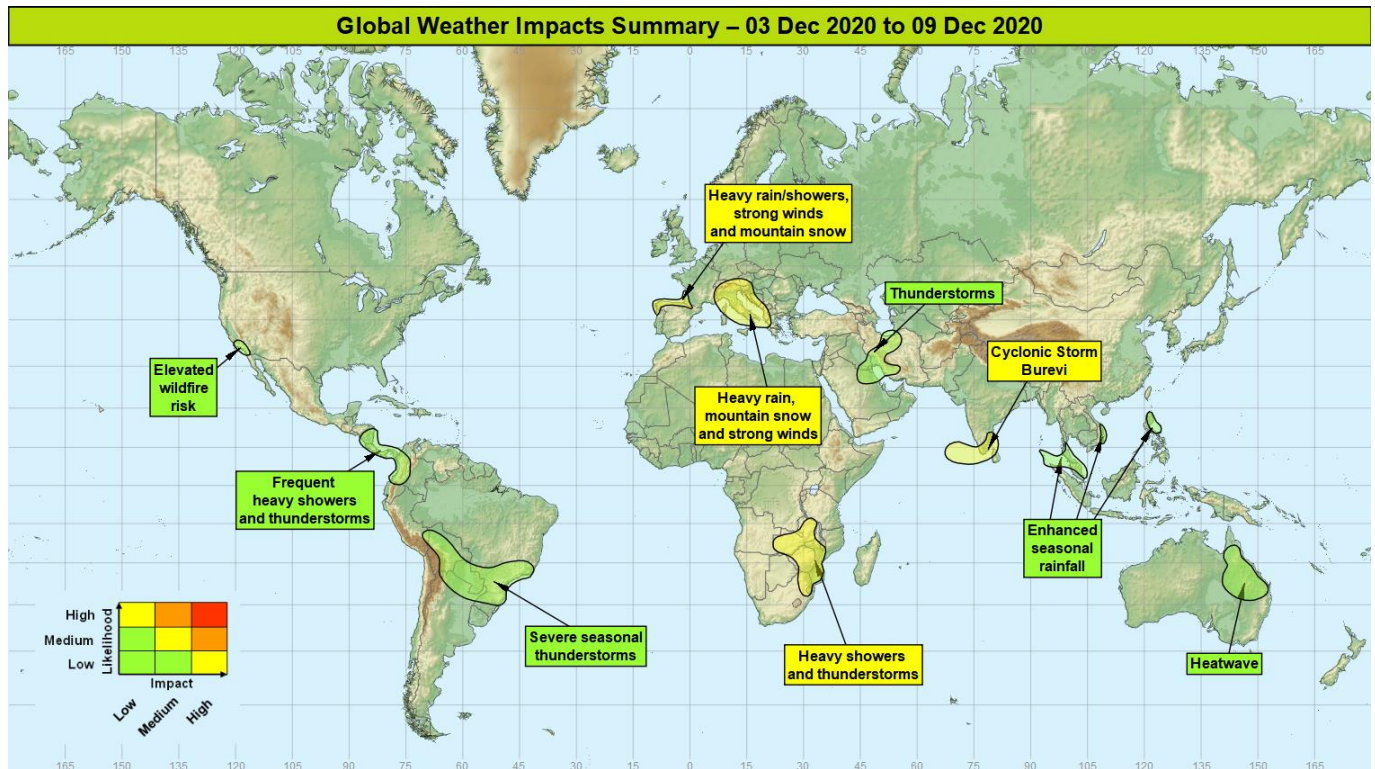 Global Weather Impacts Summary – 03 Dec 2020 to 09 Dec 2020
165 150 135 120 105 90 75 60 45 30 15 0 15 30 45 60 75 90 105 120 135 150 165
Heavy rain/showers,
strong winds
and mountain snow
Thunderstorms
Cyclonic Storm
Burevi
Elevated
wildfire
risk
Heavy rain,
mountain snow
and strong winds
Frequent
heavy showers
and thunderstorms
Enhanced
seasonal
rainfall
Severe seasonal
thunderstorms
Heavy showers
and thunderstorms
Heatwave
High
Medium
Low
Likelihood
Impact
Low
Medium
High
165 150 135 120 105 90 75 60 45 30 15 0 15 30 45 60 75 90 105 120 135 150 165